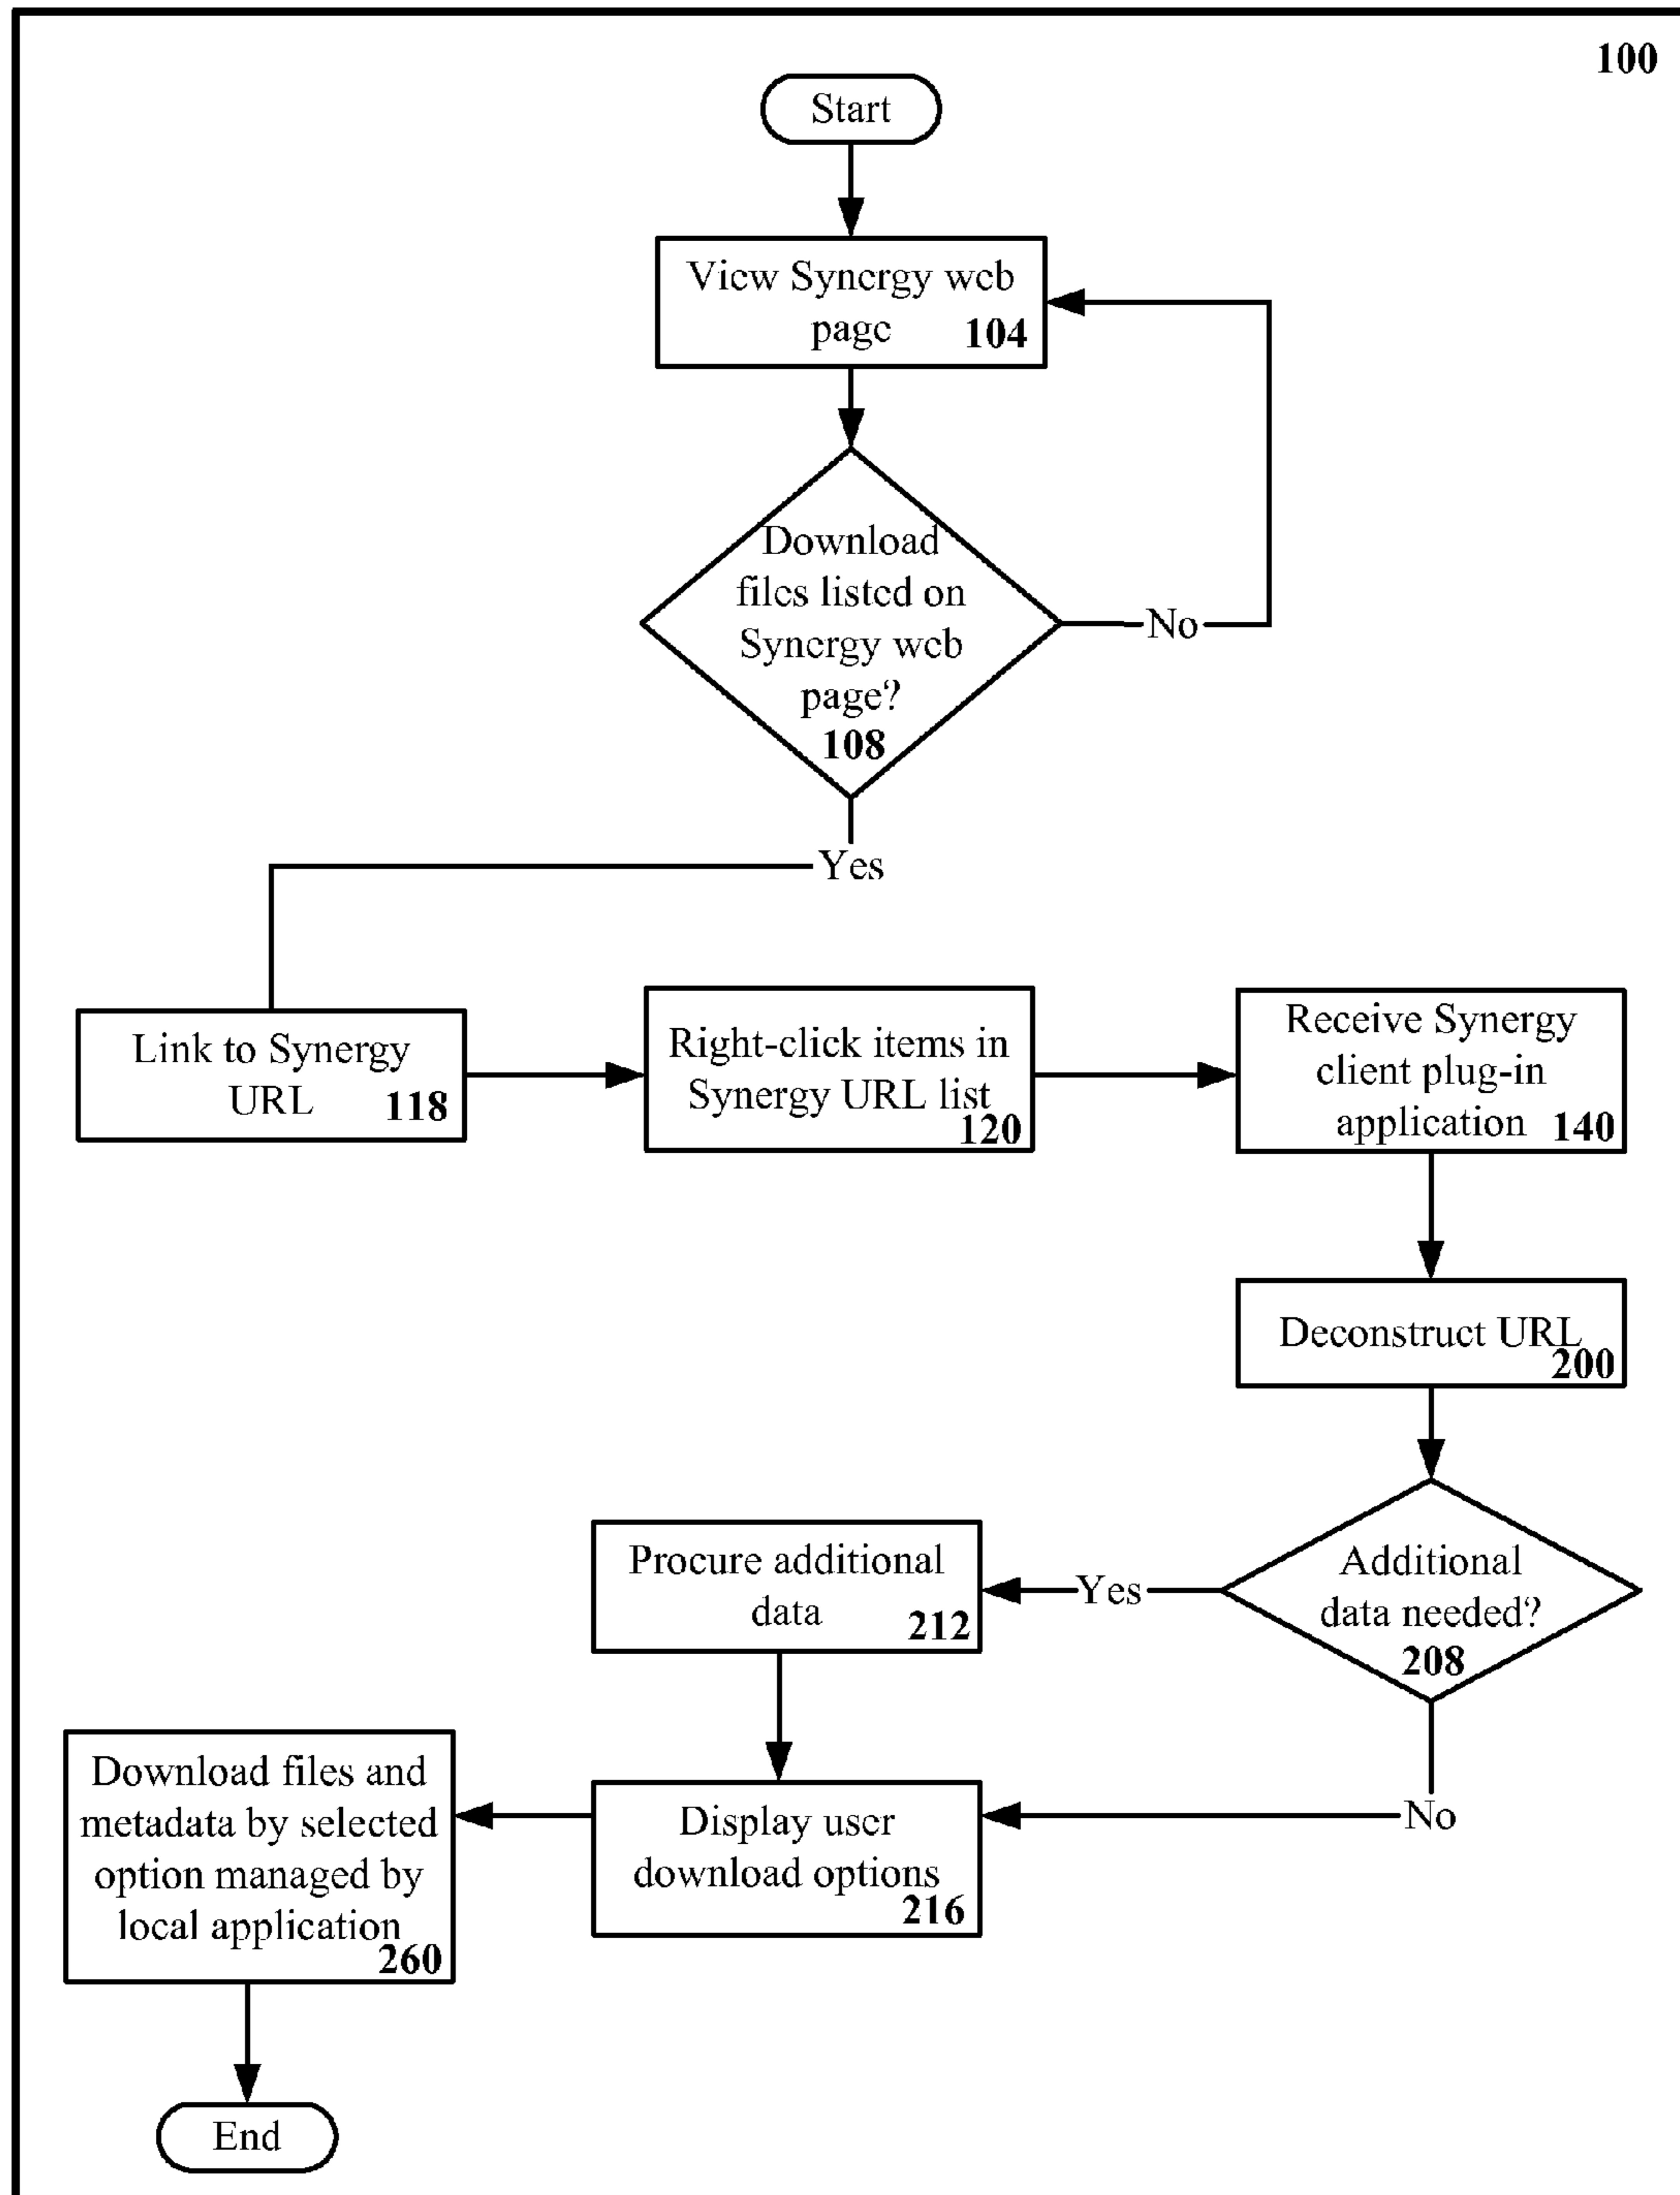 100
Start
View Synergy web
page 104
Download
files listed on
Synergy web
page?
108
No
Yes
Link to Synergy
URL 118
Right-click items in
Synergy URL list
120
Receive Synergy
client plug-in
application 140
Deconstruct URL
200
Additional
data needed?
208
Yes
Procure additional
data 212
No
Display user
download options
216
Download files and
metadata by selected
option managed by
local application
260
End